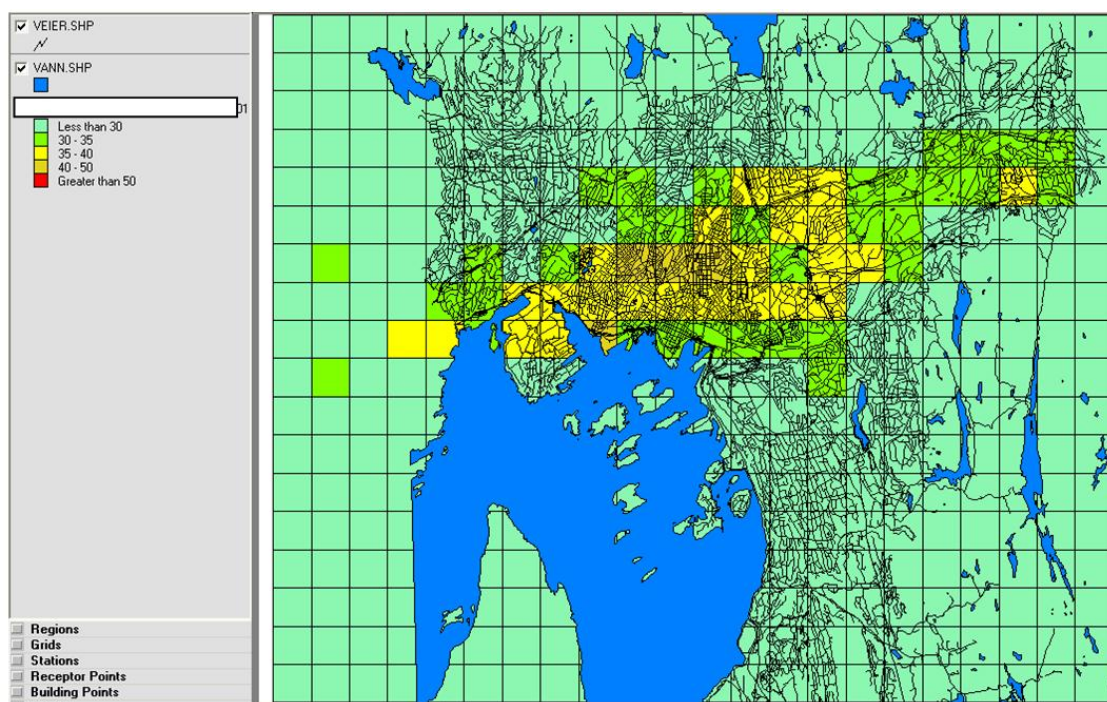 VEIER.SHP
VANN.SHP
01
Less than 30
30 - 35
35 - 40
40 - 50
Greater than 50
Regions
Grids
Stations
Receptor Points
Building Points